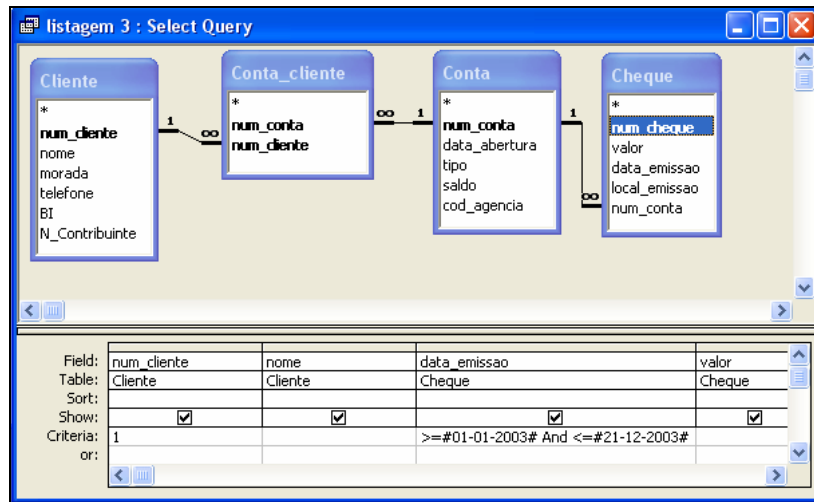 listagem 3 : Select Query
Cliente
*
num_cliente
nome
morada
telefone
BI
N_Contribuinte
1
∞
Conta_cliente
*
num_conta
num_cliente
∞
1
Conta
*
num_conta
data_abertura
tipo
saldo
cod_agencia
1
∞
Cheque
*
num_cheque
valor
data_emissao
local_emissao
num_conta
Field: num_cliente nome data_emissao valor
Table: Cliente Cliente Cheque Cheque
Sort:
Show:
Criteria: 1 >=#01-01-2003# And <=#21-12-2003#
or: